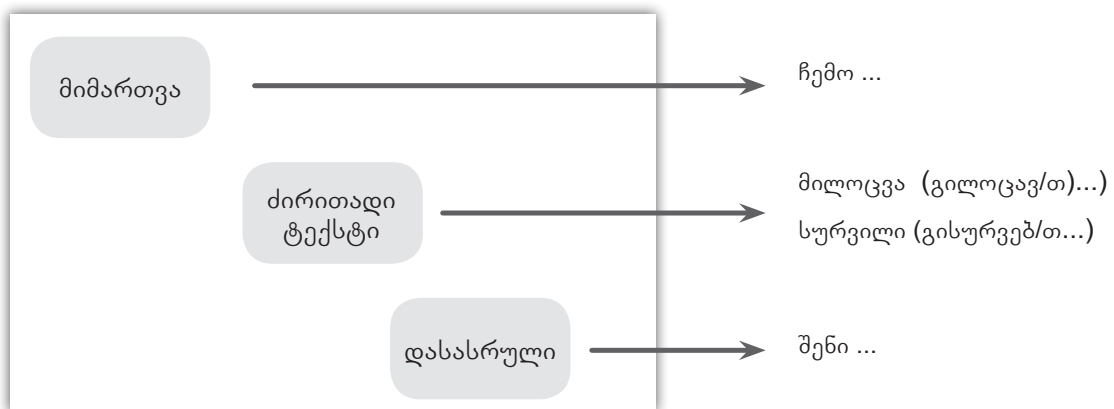 მიმართვა
ჩემო ...
ძირითადი
ტექსტი
მილოცვა (გილოცავ/თ)...)
სურვილი (გისურვებ/თ...)
დასასრული
შენი ...